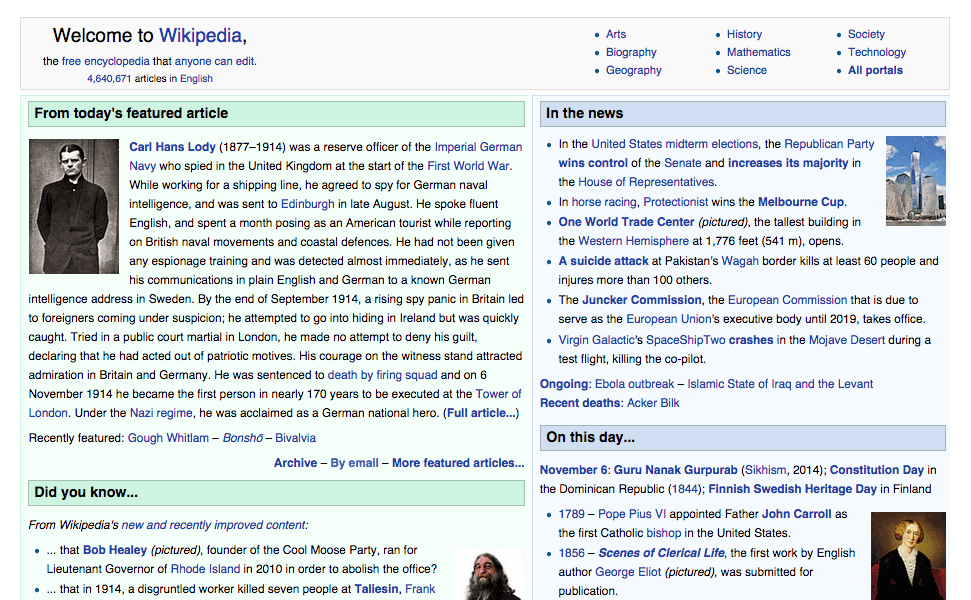 Welcome to Wikipedia,
the free encyclopedia that anyone can edit.
4,640,671 articles in English
Arts
Biography
Geography
History
Mathematics
Science
Society
Technology
All portals
From today's featured article
Carl Hans Lody (1877–1914) was a reserve officer of the Imperial German
Navy who spied in the United Kingdom at the start of the First World War.
While working for a shipping line, he agreed to spy for German naval
intelligence, and was sent to Edinburgh in late August. He spoke fluent
English, and spent a month posing as an American tourist while reporting
on British naval movements and coastal defences. He had not been given
any espionage training and was detected almost immediately, as he sent
his communications in plain English and German to a known German
intelligence address in Sweden. By the end of September 1914, a rising spy panic in Britain led
to foreigners coming under suspicion; he attempted to go into hiding in Ireland but was quickly
caught. Tried in a public court martial in London, he made no attempt to deny his guilt,
declaring that he had acted out of patriotic motives. His courage on the witness stand attracted
admiration in Britain and Germany. He was sentenced to death by firing squad and on 6
November 1914 he became the first person in nearly 170 years to be executed at the Tower of
London. Under the Nazi regime, he was acclaimed as a German national hero. (Full article...)
Recently featured: Gough Whitlam – Bonshō – Bivalvia
Archive – By email – More featured articles...
Did you know...
From Wikipedia's new and recently improved content:
... that Bob Healey (pictured), founder of the Cool Moose Party, ran for
Lieutenant Governor of Rhode Island in 2010 in order to abolish the office?
... that in 1914, a disgruntled worker killed seven people at Taliesin, Frank
In the news
In the United States midterm elections, the Republican Party
wins control of the Senate and increases its majority in
the House of Representatives.
In horse racing, Protectionist wins the Melbourne Cup.
One World Trade Center (pictured), the tallest building in
the Western Hemisphere at 1,776 feet (541 m), opens.
A suicide attack at Pakistan's Wagah border kills at least 60 people and
injures more than 100 others.
The Juncker Commission, the European Commission that is due to
serve as the European Union's executive body until 2019, takes office.
Virgin Galactic's SpaceShipTwo crashes in the Mojave Desert during a
test flight, killing the co-pilot.
Ongoing: Ebola outbreak – Islamic State of Iraq and the Levant
Recent deaths: Acker Bilk
On this day...
November 6: Guru Nanak Gurpurab (Sikhism, 2014); Constitution Day in
the Dominican Republic (1844); Finnish Swedish Heritage Day in Finland
1789 – Pope Pius VI appointed Father John Carroll as
the first Catholic bishop in the United States.
1856 – Scenes of Clerical Life, the first work by English
author George Eliot (pictured), was submitted for
publication.